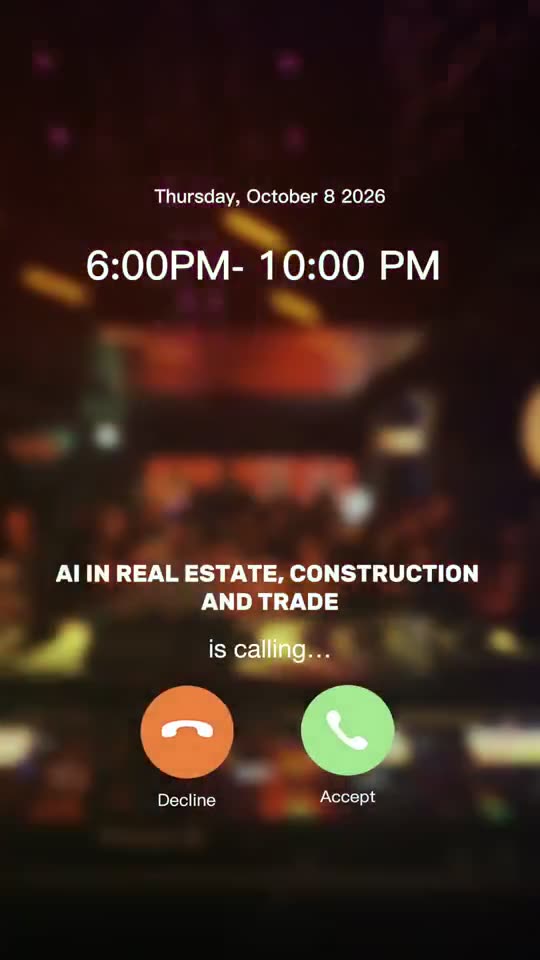 Thursday, October 8 2026
6:00PM- 10:00 PM
AI IN REAL ESTATE, CONSTRUCTION
AND TRADE
is calling...
Decline
Accept